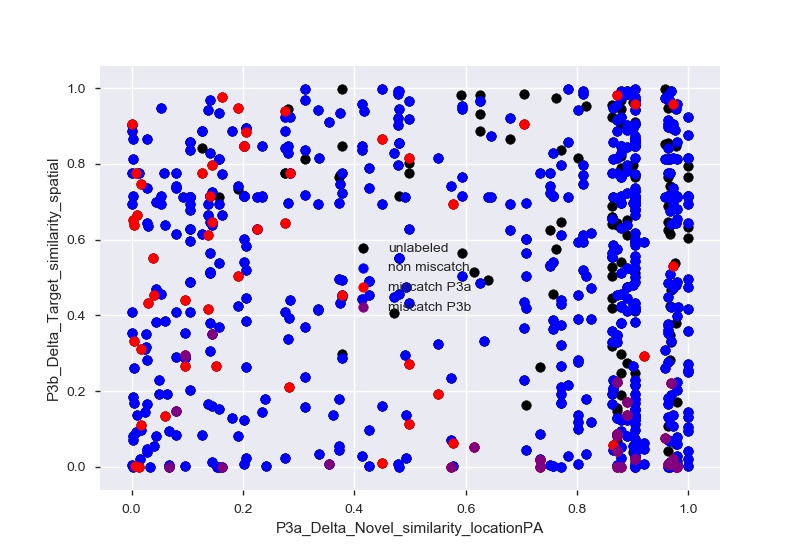 1.0
0.8
0.6
0.4
0.2
0.0
P3b_Delta_Target_similarity_spatial
unlabeled
non miscatch
miscatch P3a
miscatch P3b
0.0 0.2 0.4 0.6 0.8 1.0
P3a_Delta_Novel_similarity_locationPA